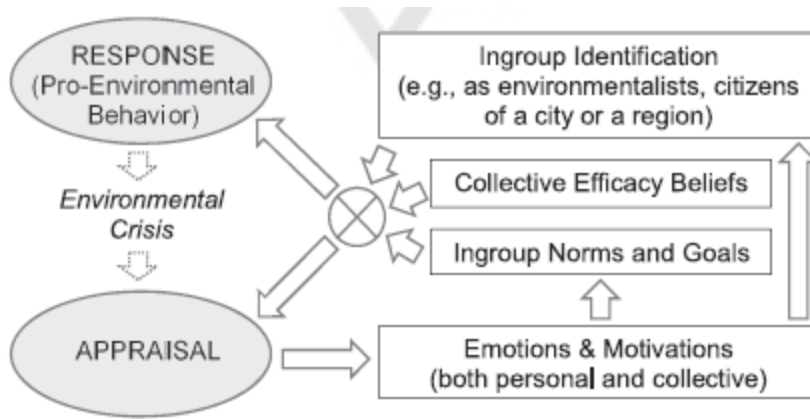 RESPONSE
(Pro-Environmental
Behavior)
Environmental
Crisis
APPRAISAL
Ingroup Identification
(e.g., as environmentalists, citizens
of a city or a region)
Collective Efficacy Beliefs
Ingroup Norms and Goals
Emotions & Motivations
(both personal and collective)